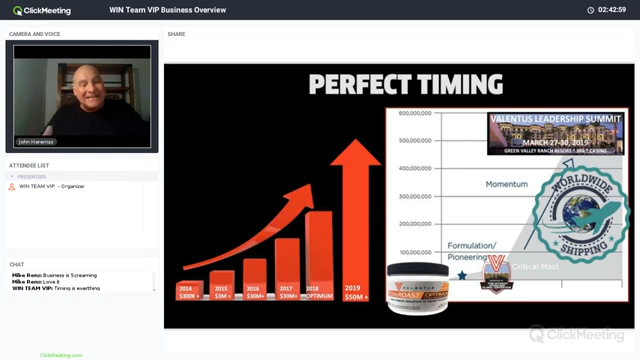 ClickMeeting
WIN Team VIP Business Overview
02:42:59
CAMERA AND VOICE
John Haremza
ATTENDEE LIST
PRESENTERS
WIN TEAM VIP - Organizer
CHAT
Mike Renz: Business is Screaming
Mike Renz: Love it
WIN TEAM VIP: Timing is everthing
ClickMeeting.com
SHARE
PERFECT TIMING
2014
$300K +
2015
$3M +
2016
$30M+
2017
$30M+
2018
OPTIMUM
2019
$50M +
600,000,000
500,000,000
400,000,000
300,000,000
200,000,000
100,000,000
VALENTUS LEADERSHIP SUMMIT
MARCH 27-30, 2019
GREEN VALLEY RANCH RESORT * SPA * CASINO
Momentum
WORLDWIDE
SHIPPING
Formulation/
Pioneering
Critical Mass
VALENTUS
ClickMeeting